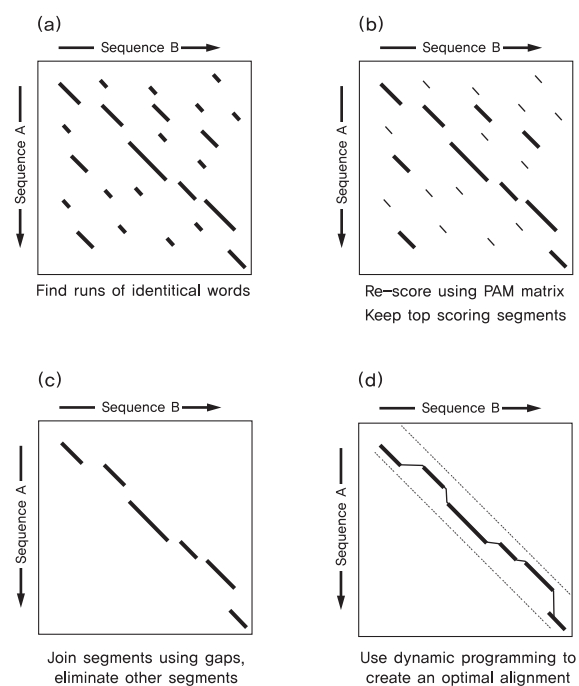 (a)
Sequence B
Sequence A
Find runs of identitical words
(b)
Sequence B
Sequence A
Re-score using PAM matrix
Keep top scoring segments
(c)
Sequence B
Sequence A
Join segments using gaps,
eliminate other segments
(d)
Sequence B
Sequence A
Use dynamic programming to
create an optimal alignment